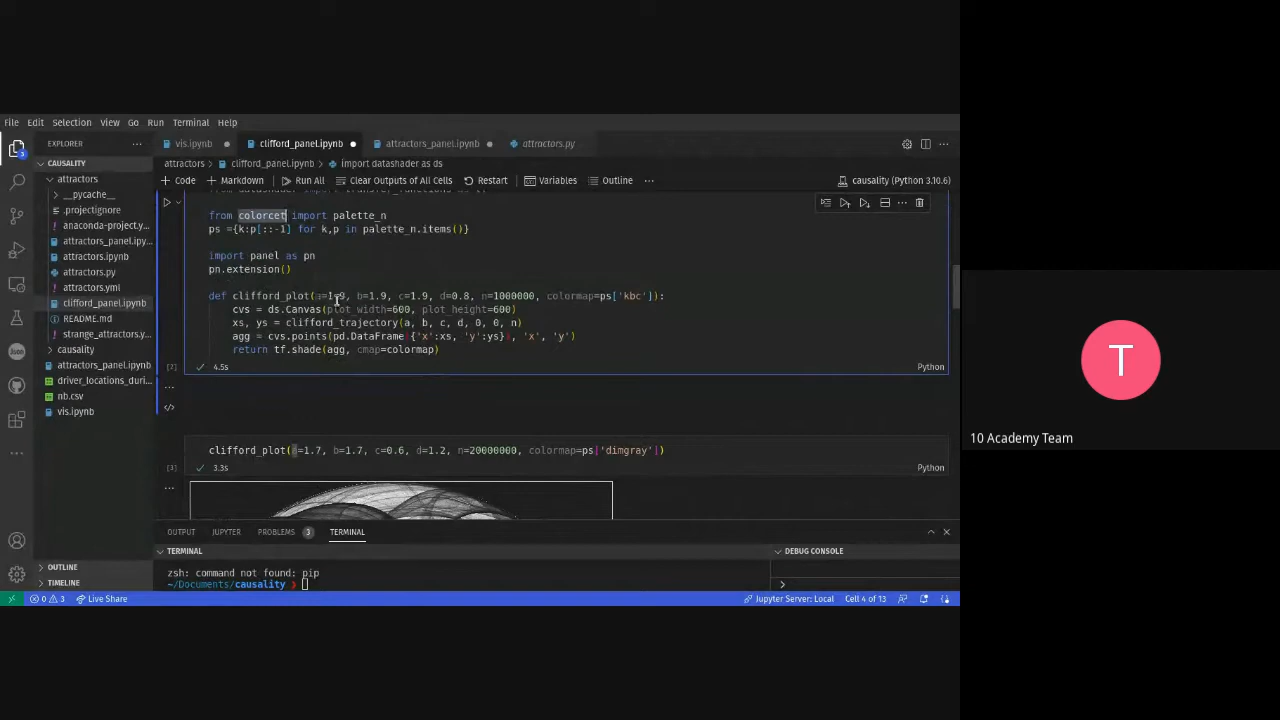 File Edit Selection View Go Run Terminal Help
EXPLORER
vis.ipynb
clifford_panel.ipynb
attractors_panel.ipynb
attractors.py
CAUSALITY
attractors > clifford_panel.ipynb > import datashader as ds
attractors
+ Code + Markdown Run All Clear Outputs of All Cells Restart Variables Outline causality (Python 3.10.6)
__pycache__
.projectignore
anaconda-project.y...
attractors_panel.ipy...
attractors.ipynb
attractors.py
attractors.yml
clifford_panel.ipynb
README.md
strange_attractors.y...
causality
attractors_panel.ipynb
driver_locations_duri...
nb.csv
vis.ipynb
from colorcet import palette_n
ps ={k:p[::-1] for k,p in palette_n.items()}
import panel as pn
pn.extension()
def clifford_plot(a=1.9, b=1.9, c=1.9, d=0.8, n=1000000, colormap=ps['kbc']):
cvs = ds.Canvas(plot_width=600, plot_height=600)
xs, ys = clifford_trajectory(a, b, c, d, 0, 0, n)
agg = cvs.points(pd.DataFrame({'x':xs, 'y':ys}), 'x', 'y')
return tf.shade(agg, cmap=colormap)
[2] 4.5s Python
clifford_plot(a=1.7, b=1.7, c=0.6, d=1.2, n=20000000, colormap=ps['dimgray'])
[3] 3.3s Python
OUTPUT JUPYTER PROBLEMS 3 TERMINAL
TERMINAL
DEBUG CONSOLE
zsh: command not found: pip
~/Documents/causality ❯
>
OUTLINE
TIMELINE
0 3 Live Share Jupyter Server: Local Cell 4 of 13
T
10 Academy Team
3
json